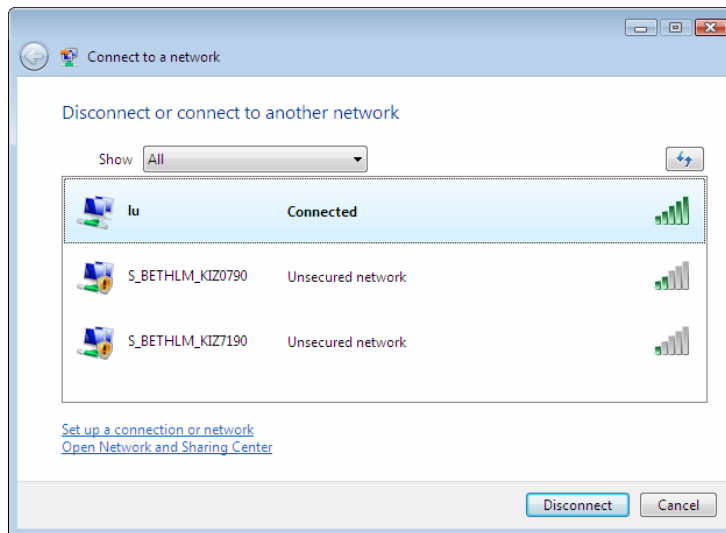 Connect to a network
Disconnect or connect to another network
Show All
lu Connected
S_BETHLM_KIZ0790 Unsecured network
S_BETHLM_KIZ7190 Unsecured network
Set up a connection or network
Open Network and Sharing Center
Disconnect Cancel